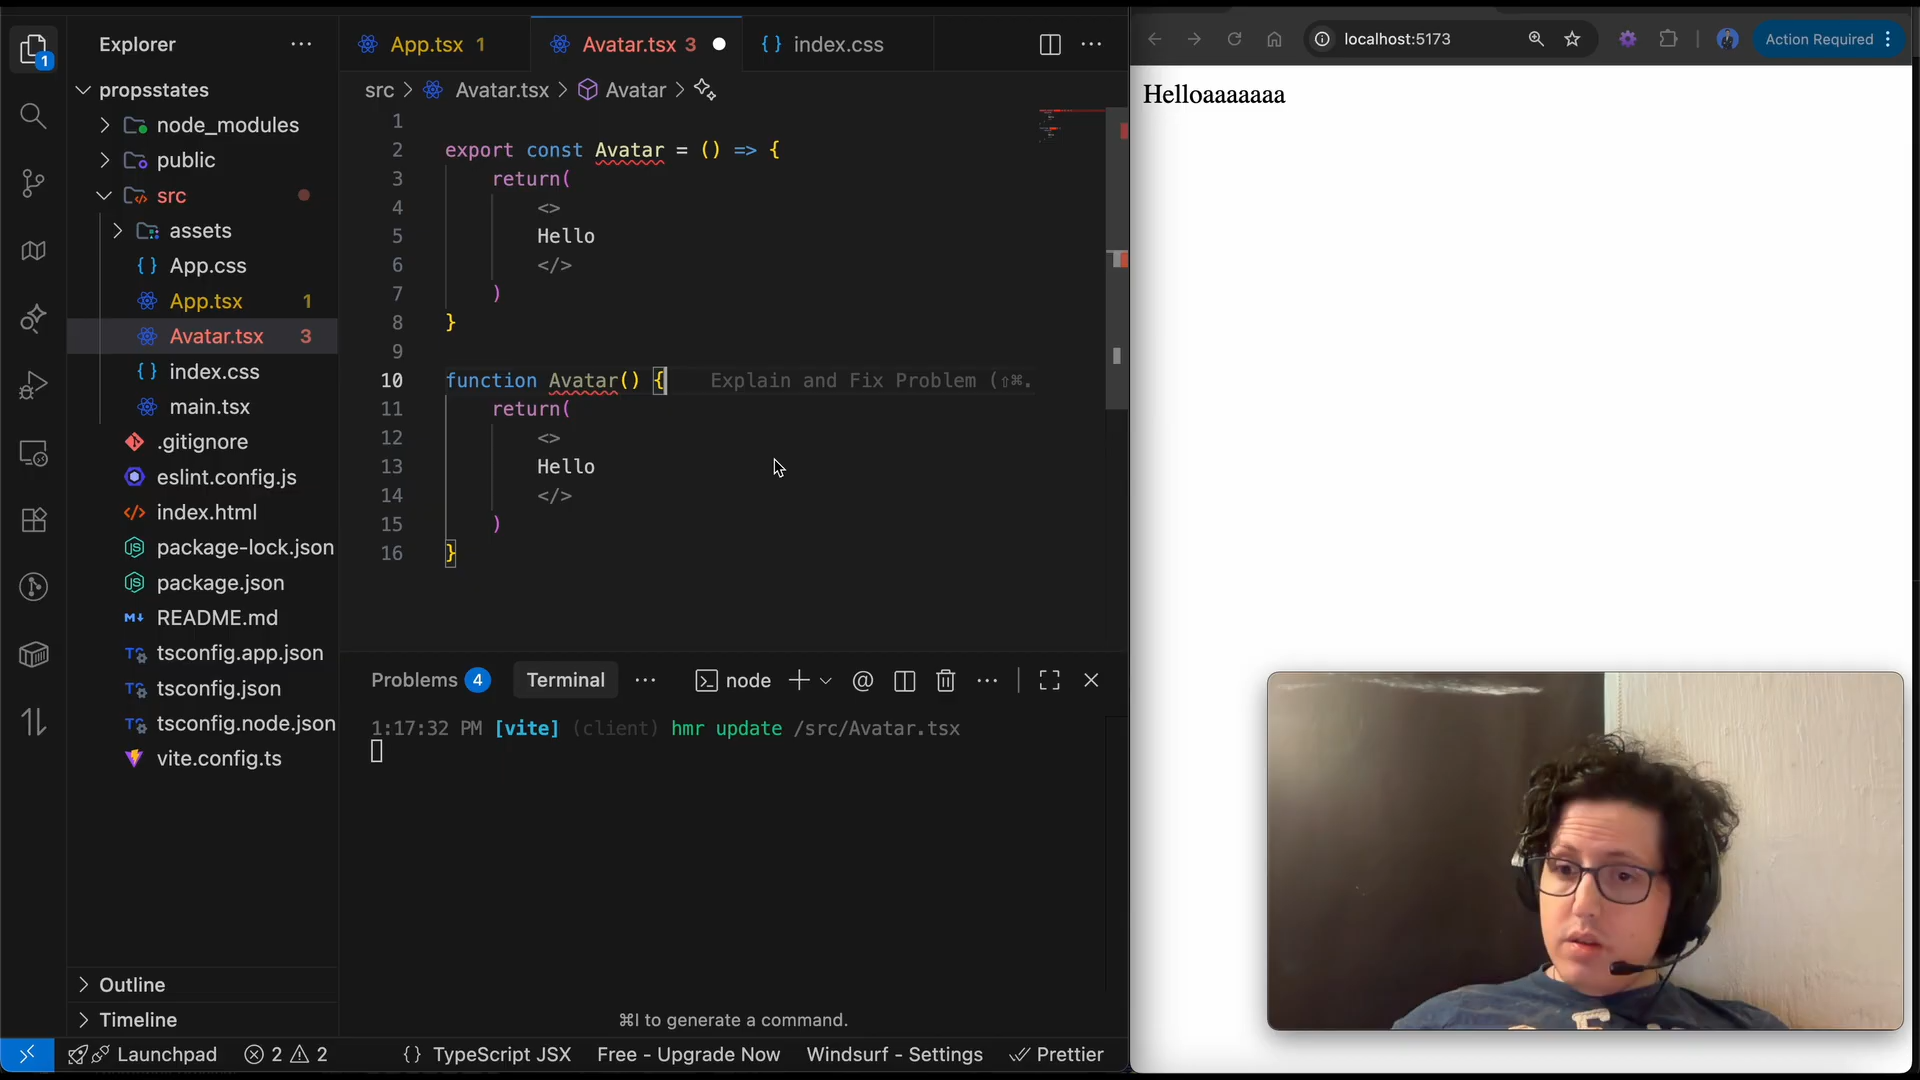 Explorer
propsstates
node_modules
public
src
assets
App.css
App.tsx 1
Avatar.tsx 3
index.css
main.tsx
.gitignore
eslint.config.js
index.html
package-lock.json
package.json
README.md
tsconfig.app.json
tsconfig.json
tsconfig.node.json
vite.config.ts
Outline
Timeline
1
App.tsx 1
Avatar.tsx 3
{} index.css
src > Avatar.tsx > Avatar >
1
2 export const Avatar = () => {
3 return(
4 <>
5 Hello
6 </>
7 )
8 }
9
10 function Avatar() { Explain and Fix Problem (⇧⌘.
11 return(
12 <>
13 Hello
14 </>
15 )
16 }
Problems 4 Terminal ... node
1:17:32 PM [vite] (client) hmr update /src/Avatar.tsx
⌘I to generate a command.
Launchpad 2 2 {} TypeScript JSX Free - Upgrade Now Windsurf - Settings Prettier
localhost:5173 Action Required
Helloaaaaaaa